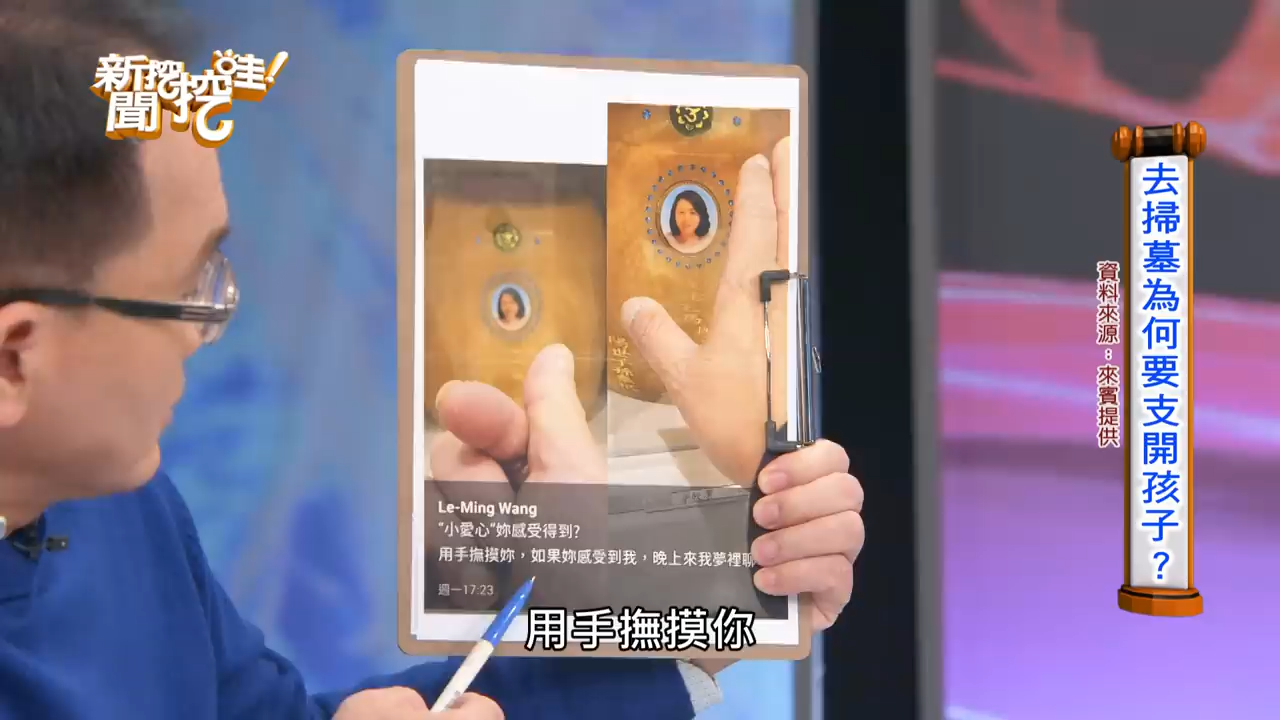 新聞挖挖哇!
去掃墓為何要支開孩子?
資料來源:來賓提供
Le-Ming Wang
"小愛心"妳感受得到?
用手撫摸妳,如果妳感受到我,晚上來我夢裡聊
週一17:23
用手撫摸你